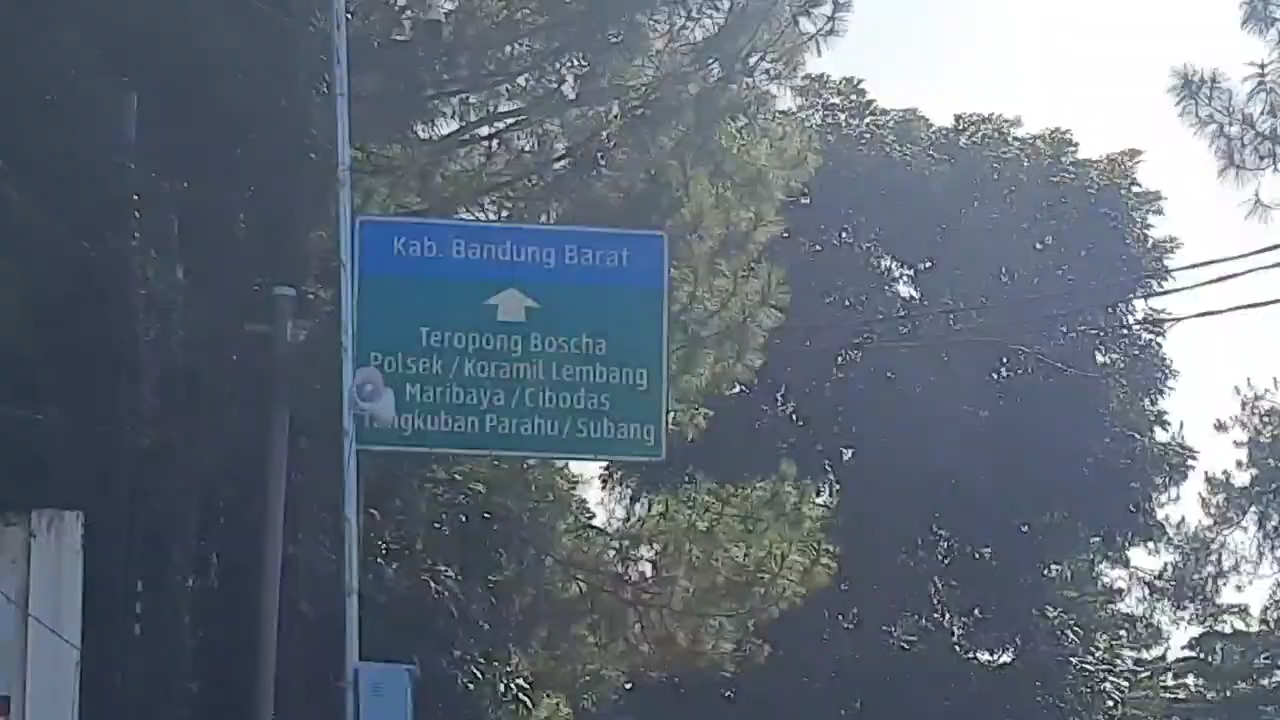 Kab. Bandung Barat
Teropong Boscha
Polsek / Koramil Lembang
Maribaya / Cibodas
Tangkuban Parahu / Subang